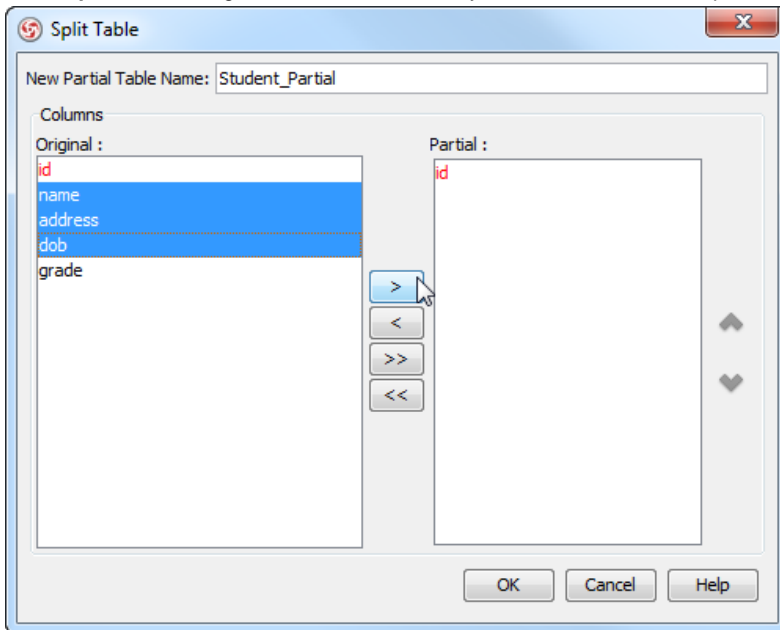 Split Table
New Partial Table Name: Student_Partial
Columns
Original :
id
name
address
dob
grade
>
<
>>
<<
Partial :
id
OK Cancel Help